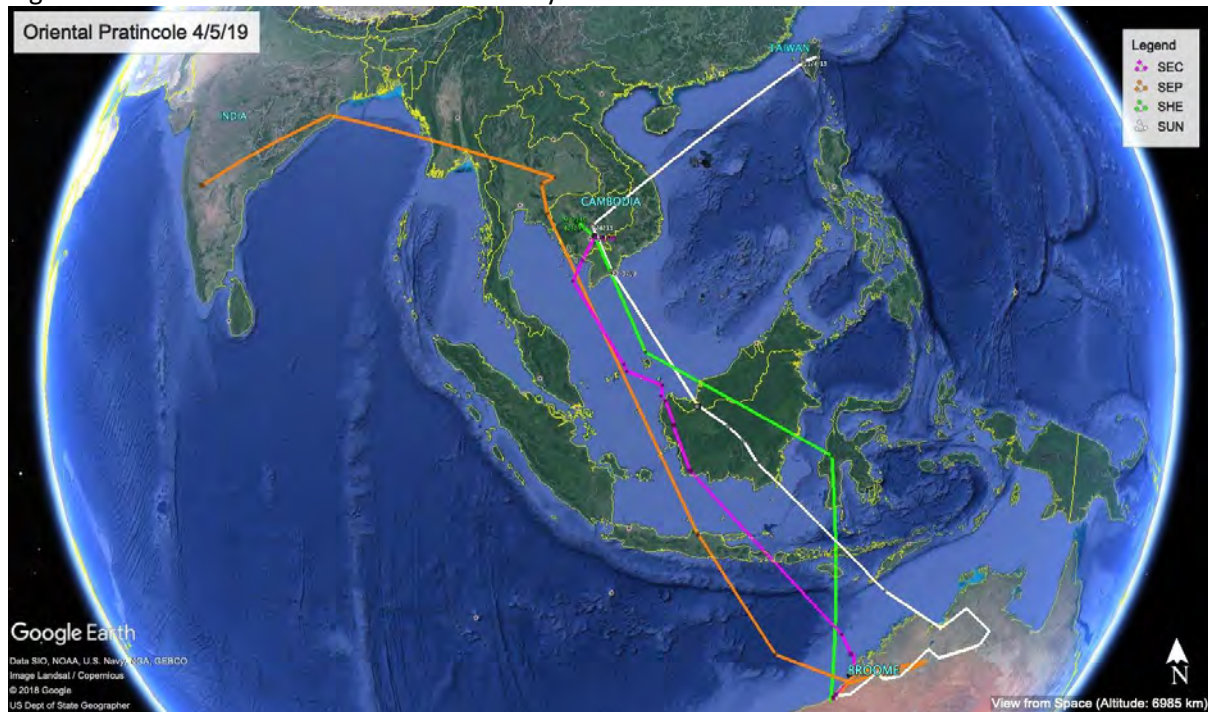 Oriental Pratincole 4/5/19
TAIWAN
Legend
SEC
SEP
SHE
SUN
INDIA
CAMBODIA
BROOME
Google Earth
Data SIO, NOAA, U.S. Navy, NGA, GEBCO
Image Landsat / Copernicus
© 2018 Google
US Dept of State Geographer
N
View from Space (Altitude: 6985 km)